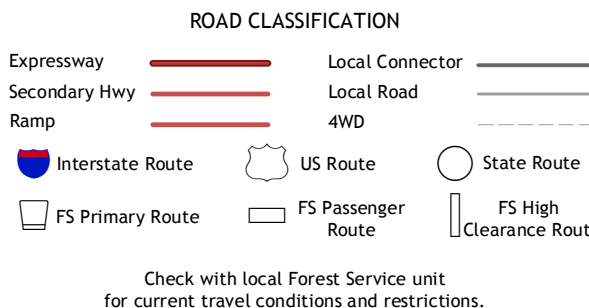 ROAD CLASSIFICATION
Expressway
Local Connector
Secondary Hwy
Local Road
Ramp
4WD
Interstate Route
US Route
State Route
FS Primary Route
FS Passenger
Route
FS High
Clearance Rout
Check with local Forest Service unit
for current travel conditions and restrictions.